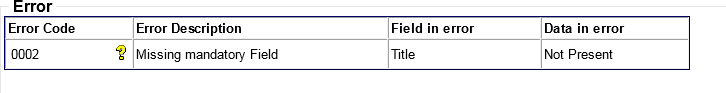 Error
Error Code Error Description Field in error Data in error
0002 ? Missing mandatory Field Title Not Present